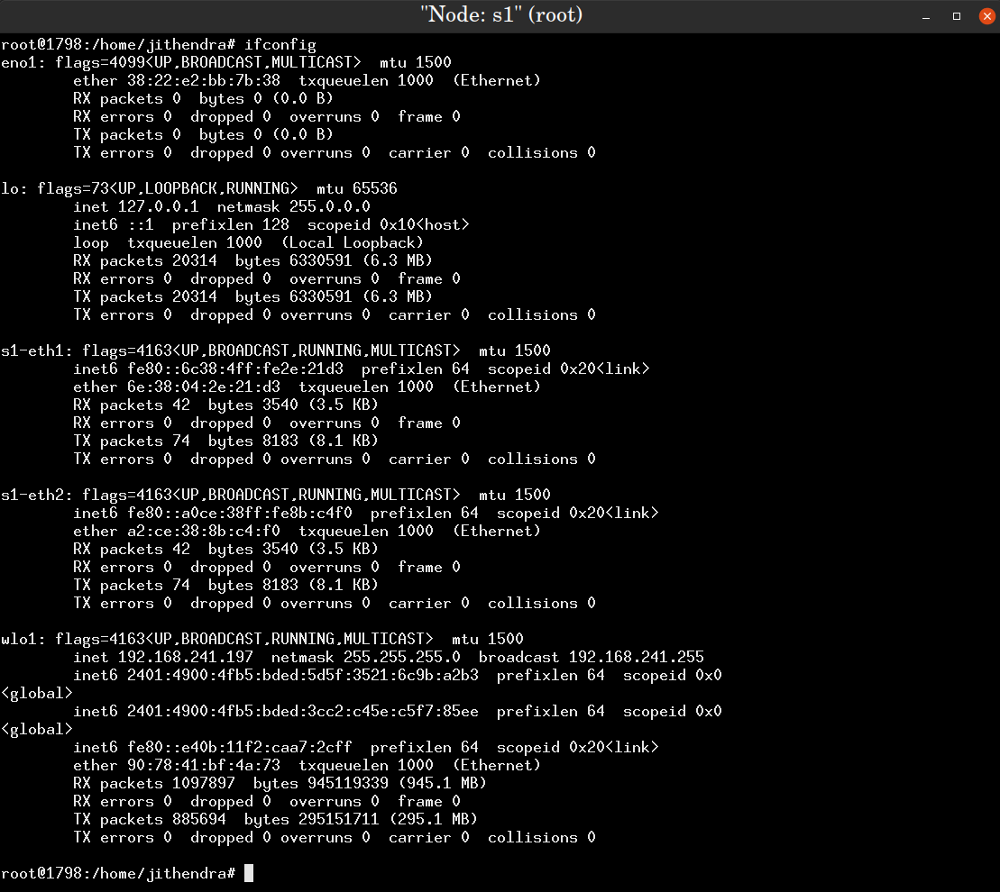 "Node: s1" (root)
root@1798:/home/jithendra# ifconfig
eno1: flags=4099<UP,BROADCAST,MULTICAST>  mtu 1500
        ether 38:22:e2:bb:7b:38  txqueuelen 1000  (Ethernet)
        RX packets 0  bytes 0 (0.0 B)
        RX errors 0  dropped 0  overruns 0  frame 0
        TX packets 0  bytes 0 (0.0 B)
        TX errors 0  dropped 0 overruns 0  carrier 0  collisions 0

lo: flags=73<UP,LOOPBACK,RUNNING>  mtu 65536
        inet 127.0.0.1  netmask 255.0.0.0
        inet6 ::1  prefixlen 128  scopeid 0x10<host>
        loop  txqueuelen 1000  (Local Loopback)
        RX packets 20314  bytes 6330591 (6.3 MB)
        RX errors 0  dropped 0  overruns 0  frame 0
        TX packets 20314  bytes 6330591 (6.3 MB)
        TX errors 0  dropped 0 overruns 0  carrier 0  collisions 0

s1-eth1: flags=4163<UP,BROADCAST,RUNNING,MULTICAST>  mtu 1500
        inet6 fe80::6c38:4ff:fe2e:21d3  prefixlen 64  scopeid 0x20<link>
        ether 6e:38:04:2e:21:d3  txqueuelen 1000  (Ethernet)
        RX packets 42  bytes 3540 (3.5 KB)
        RX errors 0  dropped 0  overruns 0  frame 0
        TX packets 74  bytes 8183 (8.1 KB)
        TX errors 0  dropped 0 overruns 0  carrier 0  collisions 0

s1-eth2: flags=4163<UP,BROADCAST,RUNNING,MULTICAST>  mtu 1500
        inet6 fe80::a0ce:38ff:fe8b:c4f0  prefixlen 64  scopeid 0x20<link>
        ether a2:ce:38:8b:c4:f0  txqueuelen 1000  (Ethernet)
        RX packets 42  bytes 3540 (3.5 KB)
        RX errors 0  dropped 0  overruns 0  frame 0
        TX packets 74  bytes 8183 (8.1 KB)
        TX errors 0  dropped 0 overruns 0  carrier 0  collisions 0

wlo1: flags=4163<UP,BROADCAST,RUNNING,MULTICAST>  mtu 1500
        inet 192.168.241.197  netmask 255.255.255.0  broadcast 192.168.241.255
        inet6 2401:4900:4fb5:bded:5d5f:3521:6c9b:a2b3  prefixlen 64  scopeid 0x0
<global>
        inet6 2401:4900:4fb5:bded:3cc2:c45e:c5f7:85ee  prefixlen 64  scopeid 0x0
<global>
        inet6 fe80::e40b:11f2:caa7:2cff  prefixlen 64  scopeid 0x20<link>
        ether 90:78:41:bf:4a:73  txqueuelen 1000  (Ethernet)
        RX packets 1097897  bytes 945119339 (945.1 MB)
        RX errors 0  dropped 0  overruns 0  frame 0
        TX packets 885694  bytes 295151711 (295.1 MB)
        TX errors 0  dropped 0 overruns 0  carrier 0  collisions 0

root@1798:/home/jithendra#